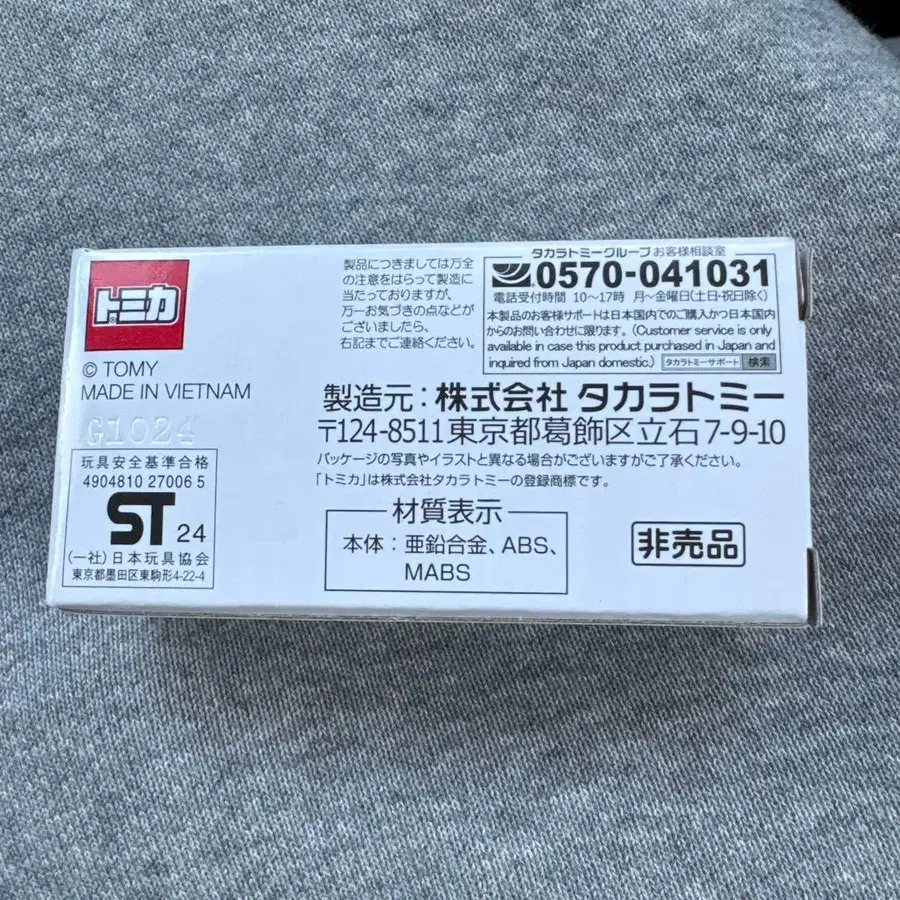 トミカ
© TOMY
MADE IN VIETNAM
G1024
玩具安全基準合格
4904810 27006 5
ST 24
(一社)日本玩具協会
東京都墨田区東駒形4-22-4
製品につきましては万全
の注意をはらって製造に
当たっておりますが、
万一お気づきの点などが
ございましたら、
右記までご連絡ください。
タカラトミーグループ お客様相談室
0570-041031
電話受付時間 10〜17時 月〜金曜日(土日・祝日除く)
本製品のお客様サポートは日本国内でのご購入かつ日本国内
からのお問い合わせに限ります。(Customer service is only
available in case this product purchased in Japan and
inquired from Japan domestic.) タカラトミーサポート 検索
製造元:株式会社 タカラトミー
〒124-8511東京都葛飾区立石7-9-10
パッケージの写真やイラストと異なる場合がございますがご了承ください。
「トミカ」は株式会社タカラトミーの登録商標です。
材質表示
本体:亜鉛合金、ABS、
MABS
非売品